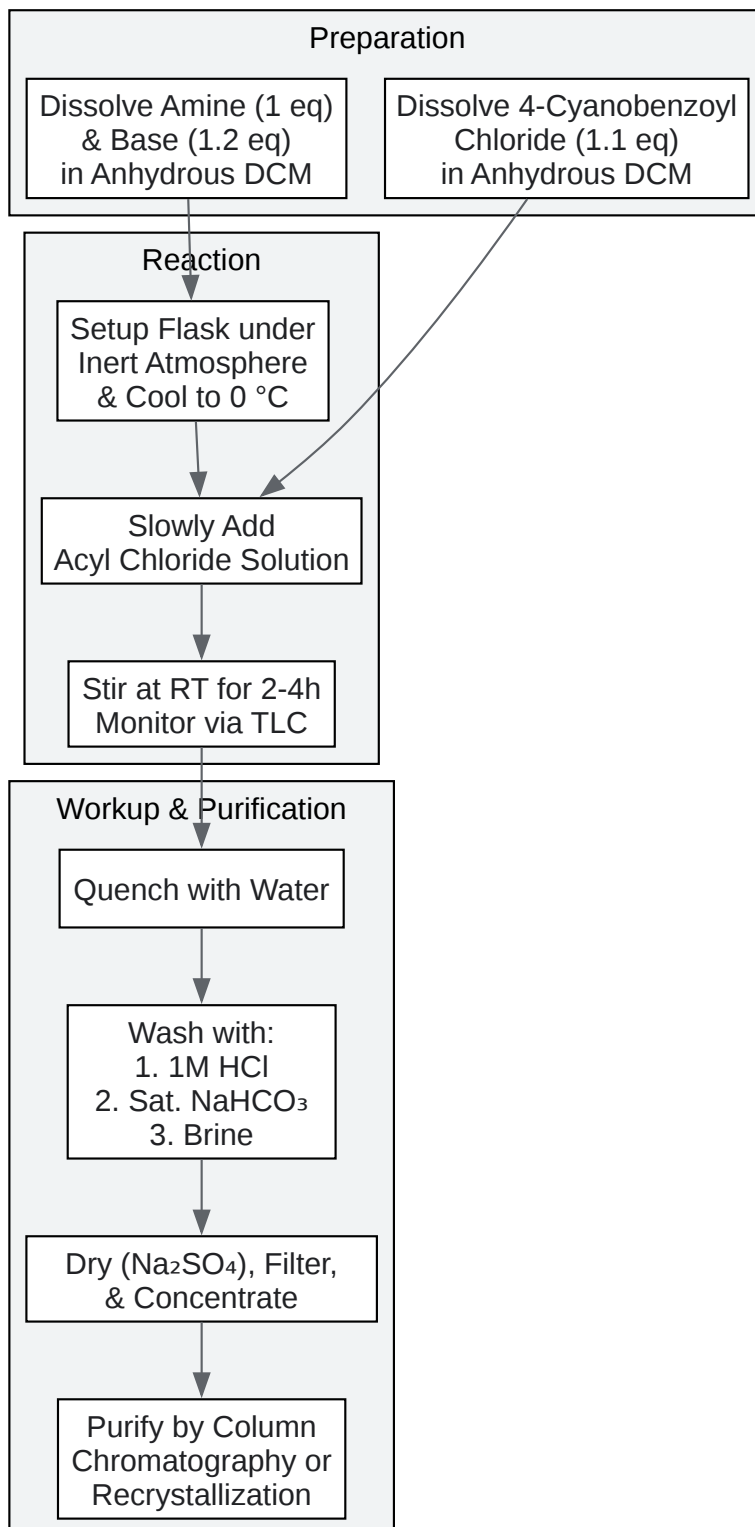 Preparation
Dissolve Amine (1 eq)
& Base (1.2 eq)
in Anhydrous DCM
Dissolve 4-Cyanobenzoyl
Chloride (1.1 eq)
in Anhydrous DCM
Reaction
Setup Flask under
Inert Atmosphere
& Cool to 0 °C
Slowly Add
Acyl Chloride Solution
Stir at RT for 2-4h
Monitor via TLC
Workup & Purification
Quench with Water
Wash with:
1. 1M HCl
2. Sat. NaHCO₃
3. Brine
Dry (Na₂SO₄), Filter,
& Concentrate
Purify by Column
Chromatography or
Recrystallization